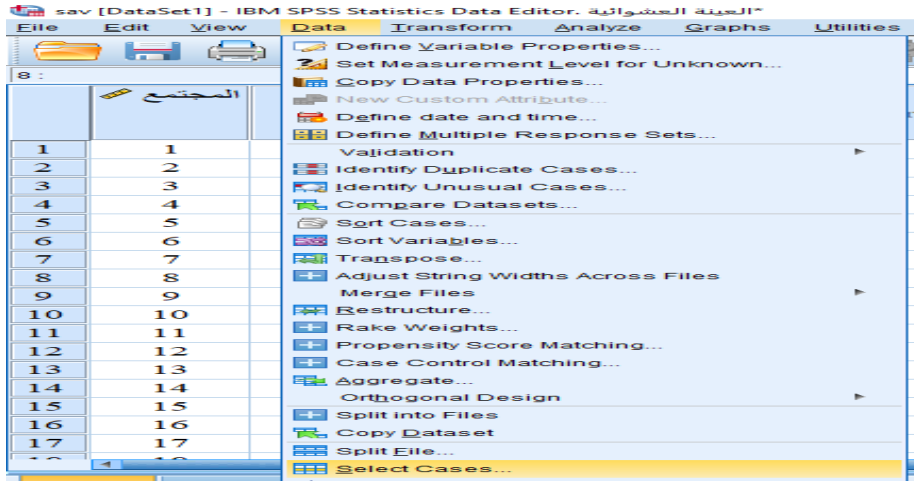 *العينة العشوائية .sav [DataSet1] - IBM SPSS Statistics Data Editor
File Edit View Data Transform Analyze Graphs Utilities
8 :
المجتمع
1 1
2 2
3 3
4 4
5 5
6 6
7 7
8 8
9 9
10 10
11 11
12 12
13 13
14 14
15 15
16 16
17 17
Define Variable Properties...
Set Measurement Level for Unknown...
Copy Data Properties...
New Custom Attribute...
Define date and time...
Define Multiple Response Sets...
Validation
Identify Duplicate Cases...
Identify Unusual Cases...
Compare Datasets...
Sort Cases...
Sort Variables...
Transpose...
Adjust String Widths Across Files
Merge Files
Restructure...
Rake Weights...
Propensity Score Matching...
Case Control Matching...
Aggregate...
Orthogonal Design
Split into Files
Copy Dataset
Split File...
Select Cases...